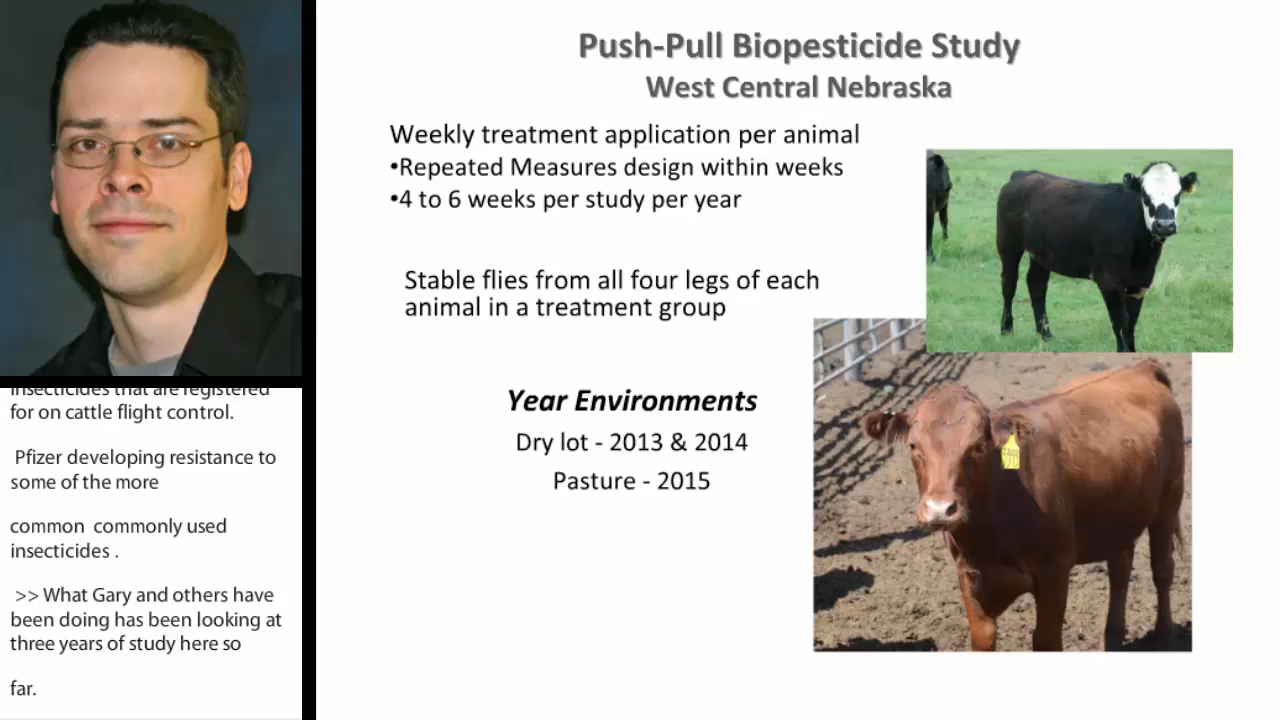 Push-Pull Biopesticide Study
West Central Nebraska
Weekly treatment application per animal
•Repeated Measures design within weeks
•4 to 6 weeks per study per year
Stable flies from all four legs of each
animal in a treatment group
Year Environments
Dry lot - 2013 & 2014
Pasture - 2015
insecticides that are registered
for on cattle flight control.
Pfizer developing resistance to
some of the more
common commonly used
insecticides .
>> What Gary and others have
been doing has been looking at
three years of study here so
far.